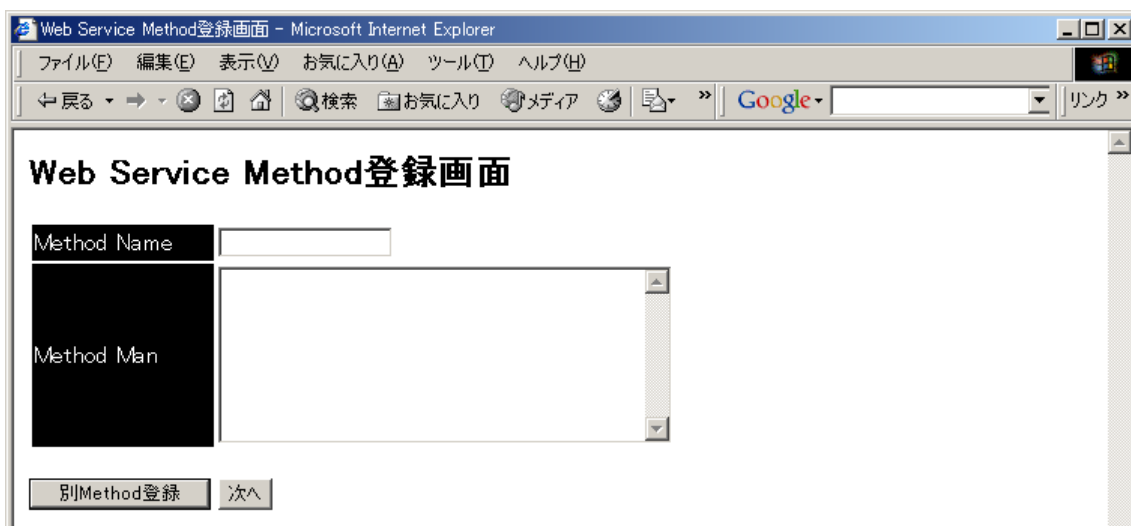 Web Service Method登録画面 - Microsoft Internet Explorer
ファイル(F) 編集(E) 表示(V) お気に入り(A) ツール(T) ヘルプ(H)
戻る 検索 お気に入り メディア » Google リンク »
Web Service Method登録画面
Method Name
Method Man
別Method登録 次へ